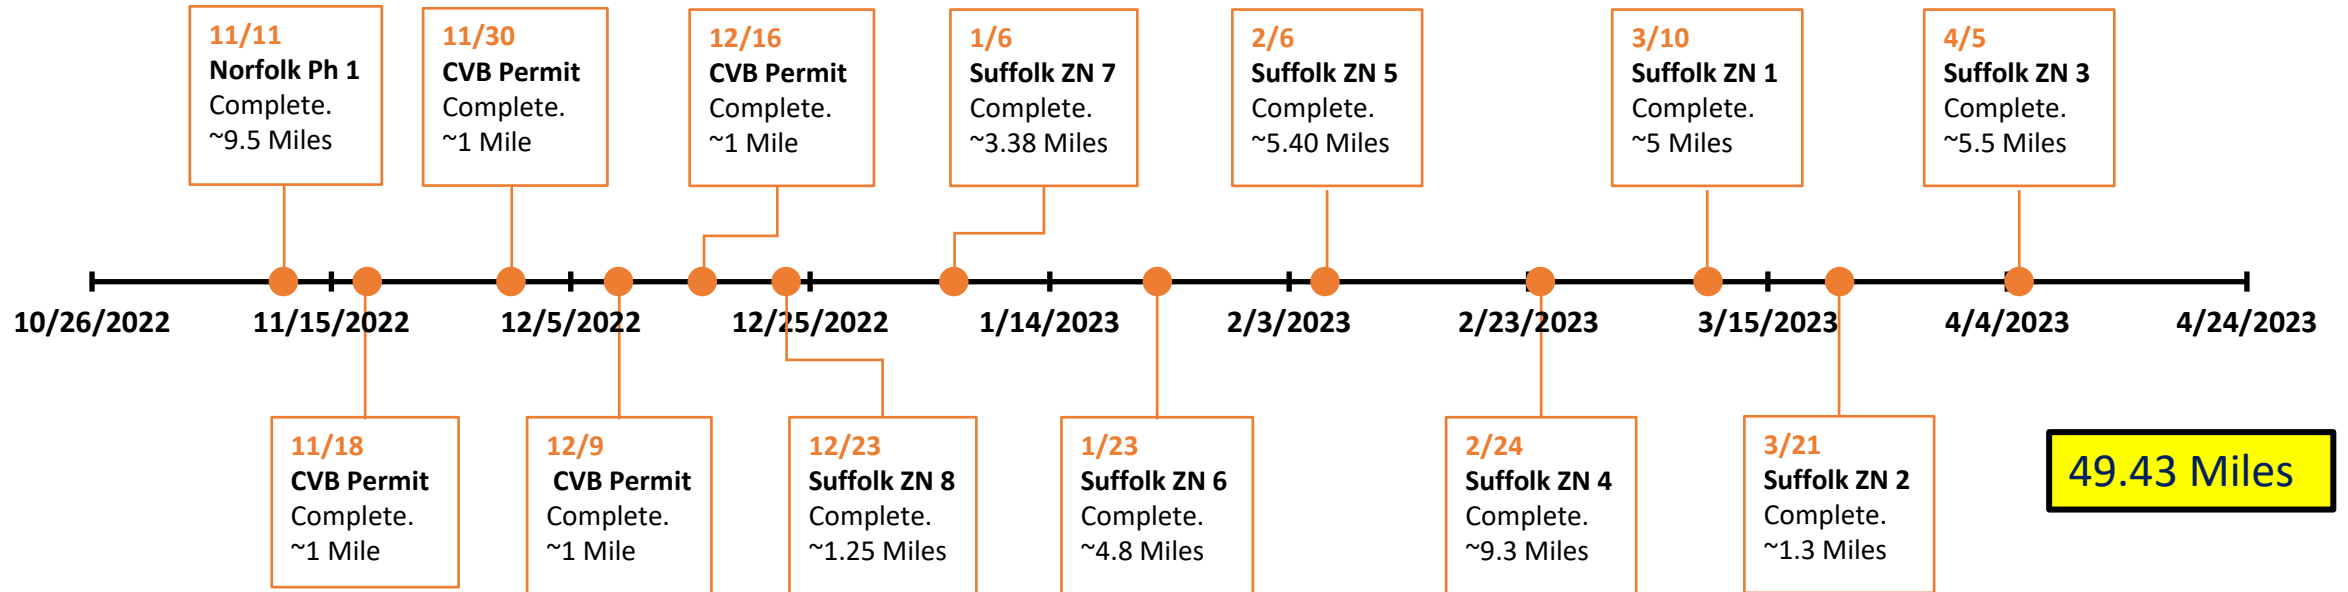 11/11
Norfolk Ph 1
Complete.
~9.5 Miles
11/30
CVB Permit
Complete.
~1 Mile
12/16
CVB Permit
Complete.
~1 Mile
1/6
Suffolk ZN 7
Complete.
~3.38 Miles
2/6
Suffolk ZN 5
Complete.
~5.40 Miles
3/10
Suffolk ZN 1
Complete.
~5 Miles
4/5
Suffolk ZN 3
Complete.
~5.5 Miles
10/26/2022
11/15/2022
12/5/2022
12/25/2022
1/14/2023
2/3/2023
2/23/2023
3/15/2023
4/4/2023
4/24/2023
11/18
CVB Permit
Complete.
~1 Mile
12/9
CVB Permit
Complete.
~1 Mile
12/23
Suffolk ZN 8
Complete.
~1.25 Miles
1/23
Suffolk ZN 6
Complete.
~4.8 Miles
2/24
Suffolk ZN 4
Complete.
~9.3 Miles
3/21
Suffolk ZN 2
Complete.
~1.3 Miles
49.43 Miles